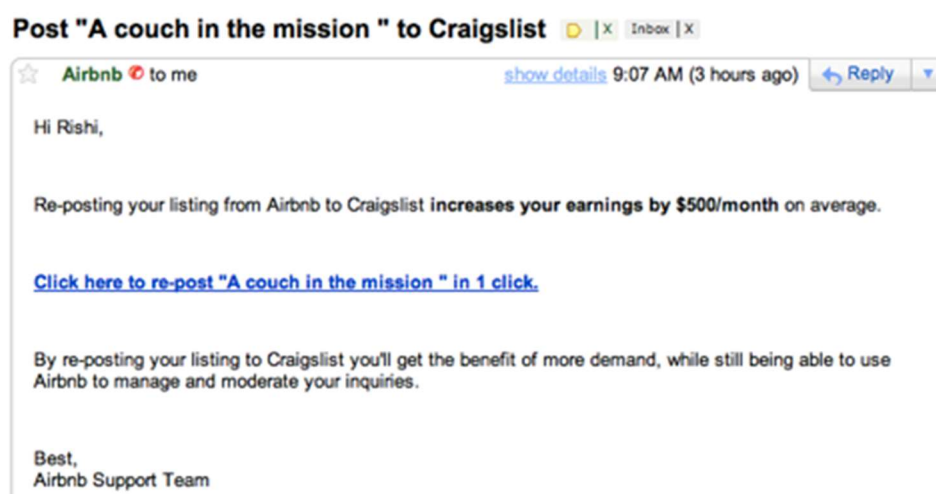 Post "A couch in the mission " to Craigslist |X Inbox |X
Airbnb to me show details 9:07 AM (3 hours ago) Reply
Hi Rishi,
Re-posting your listing from Airbnb to Craigslist increases your earnings by $500/month on average.
Click here to re-post "A couch in the mission " in 1 click.
By re-posting your listing to Craigslist you'll get the benefit of more demand, while still being able to use
Airbnb to manage and moderate your inquiries.
Best,
Airbnb Support Team